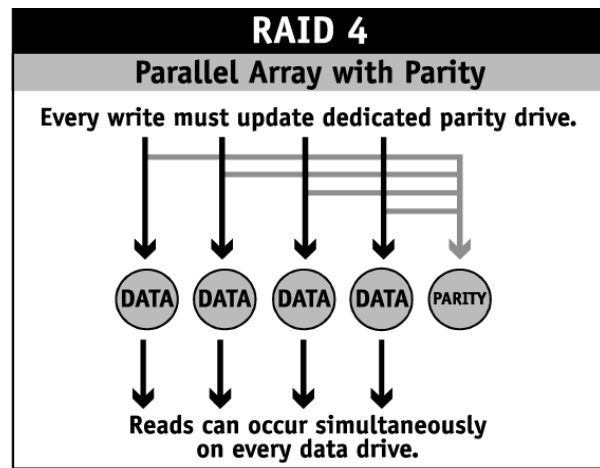 RAID 4
Parallel Array with Parity
Every write must update dedicated parity drive.
DATA DATA DATA DATA PARITY
Reads can occur simultaneously
on every data drive.